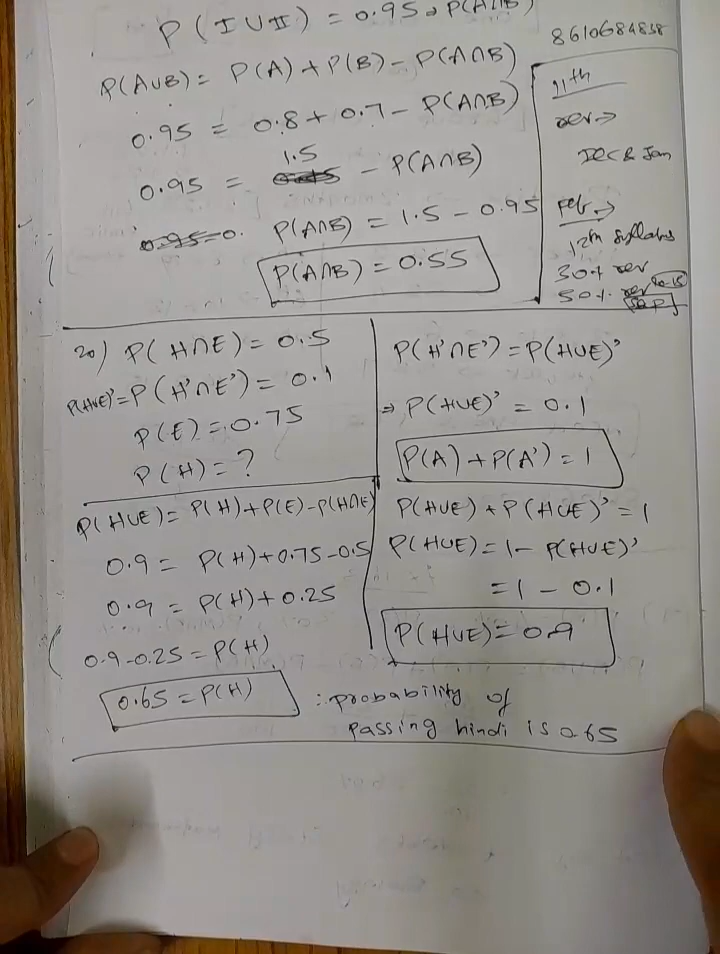 P(I∪II) = 0.95,
P(A∪B) = P(A) + P(B) - P(A∩B)
0.95 = 0.8 + 0.7 - P(A∩B)
0.95 = 1.5 - P(A∩B)
P(A∩B) = 1.5 - 0.95
P(A∩B) = 0.55
8610684838
11th
rev→
Dec & Jan
Feb→
12th syllabus
30% rev
50% rev
20) P(H∩E) = 0.5
P(H∪E)' = P(H'∩E') = 0.1
P(E) = 0.75
P(H) = ?
P(H∪E) = P(H) + P(E) - P(H∩E)
0.9 = P(H) + 0.75 - 0.5
0.9 = P(H) + 0.25
0.9 - 0.25 = P(H)
0.65 = P(H)
P(H'∩E') = P(H∪E)'
⇒ P(H∪E)' = 0.1
P(A) + P(A') = 1
P(H∪E) + P(H∪E)' = 1
P(H∪E) = 1 - P(H∪E)'
= 1 - 0.1
P(H∪E) = 0.9
: probability of
passing hindi is 0.65